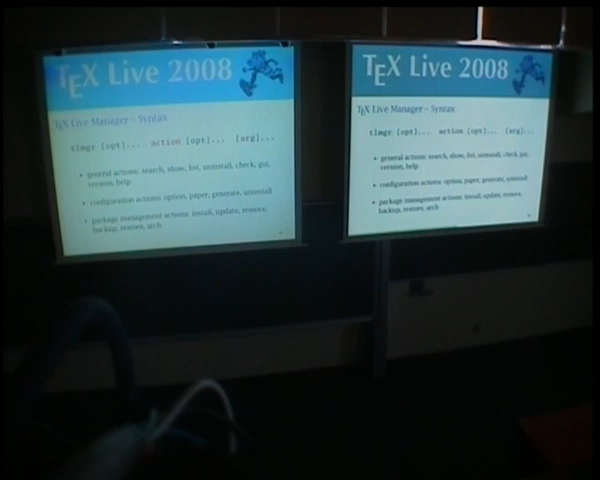 TEX Live 2008
TEX Live Manager – Syntax
tlmgr [opt]... action [opt]... [arg]...
• general actions: search, show, list, uninstall, check, gui,
version, help
• configuration actions: option, paper, generate, uninstall
• package management actions: install, update, remove,
backup, restore, arch
TEX Live 2008
TEX Live Manager – Syntax
tlmgr [opt]... action [opt]... [arg]...
• general actions: search, show, list, uninstall, check, gui,
version, help
• configuration actions: option, paper, generate, uninstall
• package management actions: install, update, remove,
backup, restore, arch